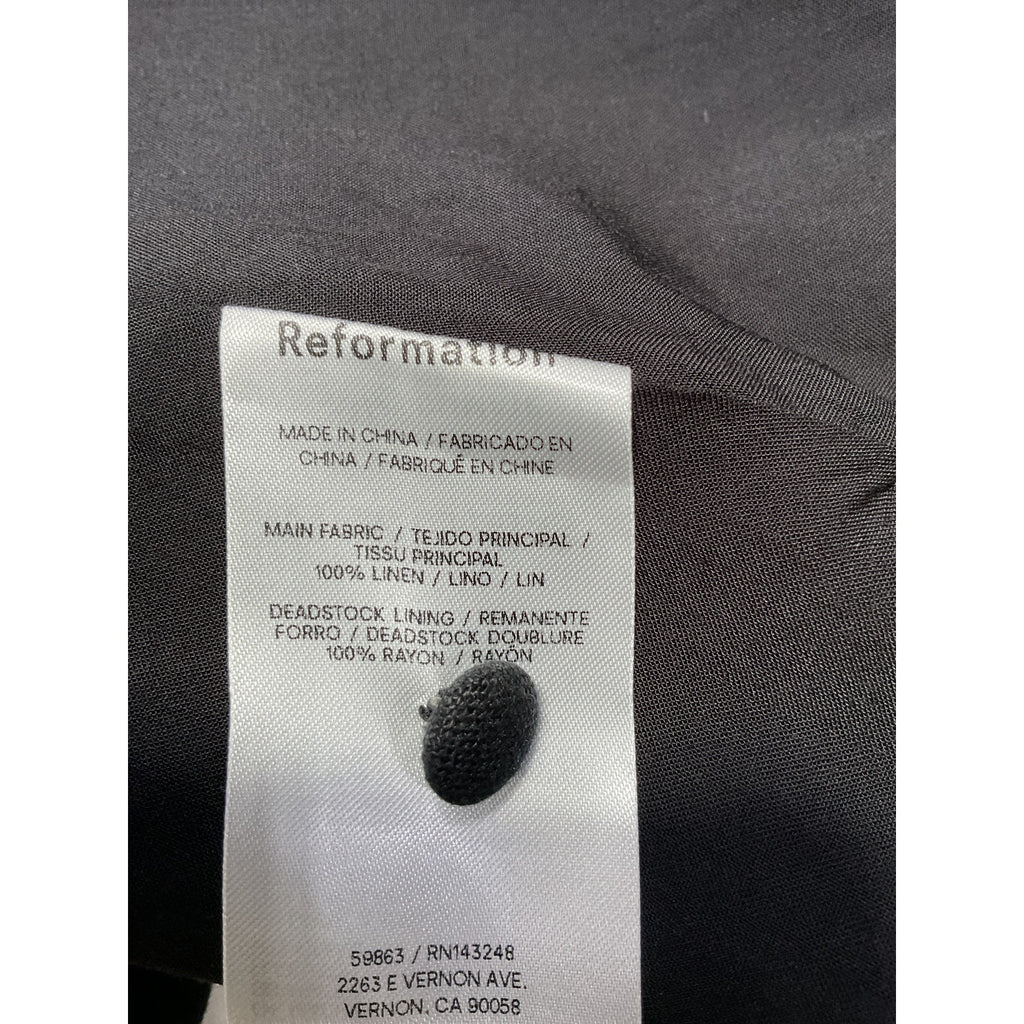 Reformation
MADE IN CHINA / FABRICADO EN
CHINA / FABRIQUÉ EN CHINE
MAIN FABRIC / TEJIDO PRINCIPAL /
TISSU PRINCIPAL
100% LINEN / LINO / LIN
DEADSTOCK LINING / REMANENTE
FORRO / DEADSTOCK DOUBLURE
100% RAYON / RAYÓN
59863 / RN143248
2263 E VERNON AVE.
VERNON, CA 90058